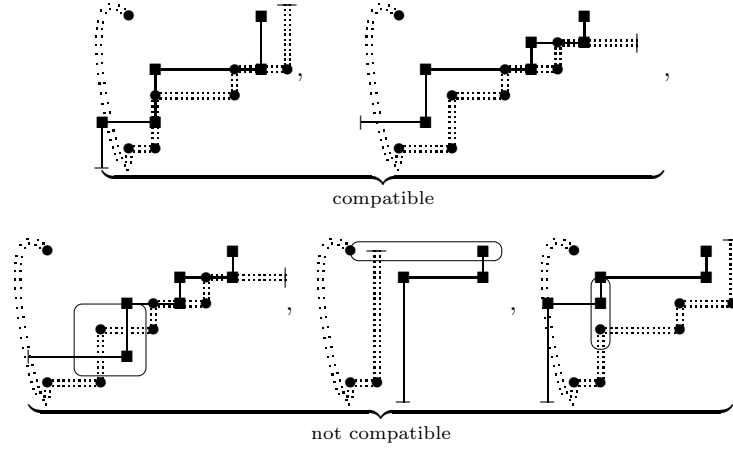 , ,
compatible
, ,
not compatible